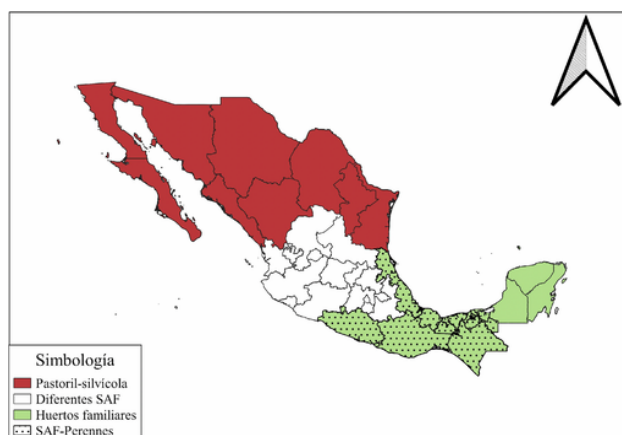 Simbología
Pastoril-silvícola
Diferentes SAF
Huertos familiares
SAF-Perennes